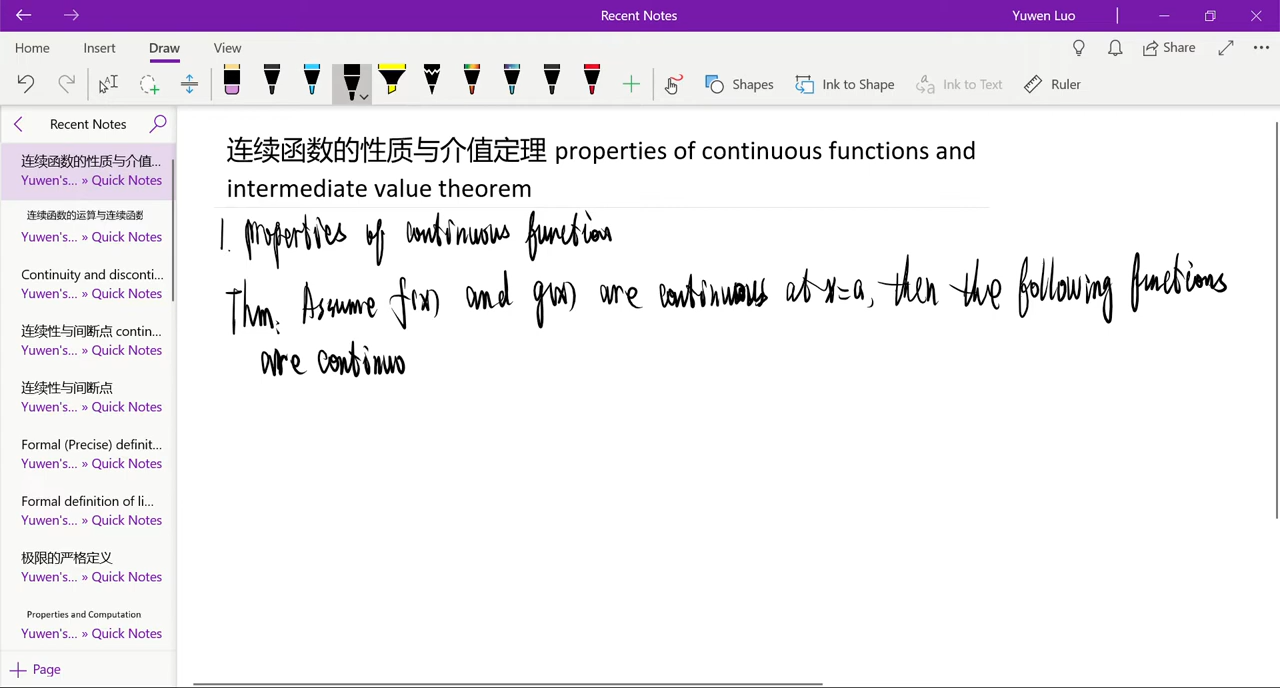 Recent Notes
Yuwen Luo
Home Insert Draw View
Share
Shapes Ink to Shape Ink to Text Ruler
Recent Notes
连续函数的性质与介值...
Yuwen's... » Quick Notes
连续函数的运算与连续函数
Yuwen's... » Quick Notes
Continuity and disconti...
Yuwen's... » Quick Notes
连续性与间断点 contin...
Yuwen's... » Quick Notes
连续性与间断点
Yuwen's... » Quick Notes
Formal (Precise) definit...
Yuwen's... » Quick Notes
Formal definition of li...
Yuwen's... » Quick Notes
极限的严格定义
Yuwen's... » Quick Notes
Properties and Computation
Yuwen's... » Quick Notes
Page
连续函数的性质与介值定理 properties of continuous functions and
intermediate value theorem
1. properties of continuous function
Thm: Assume f(x) and g(x) are continuous at x=a, then the following functions
are continuo